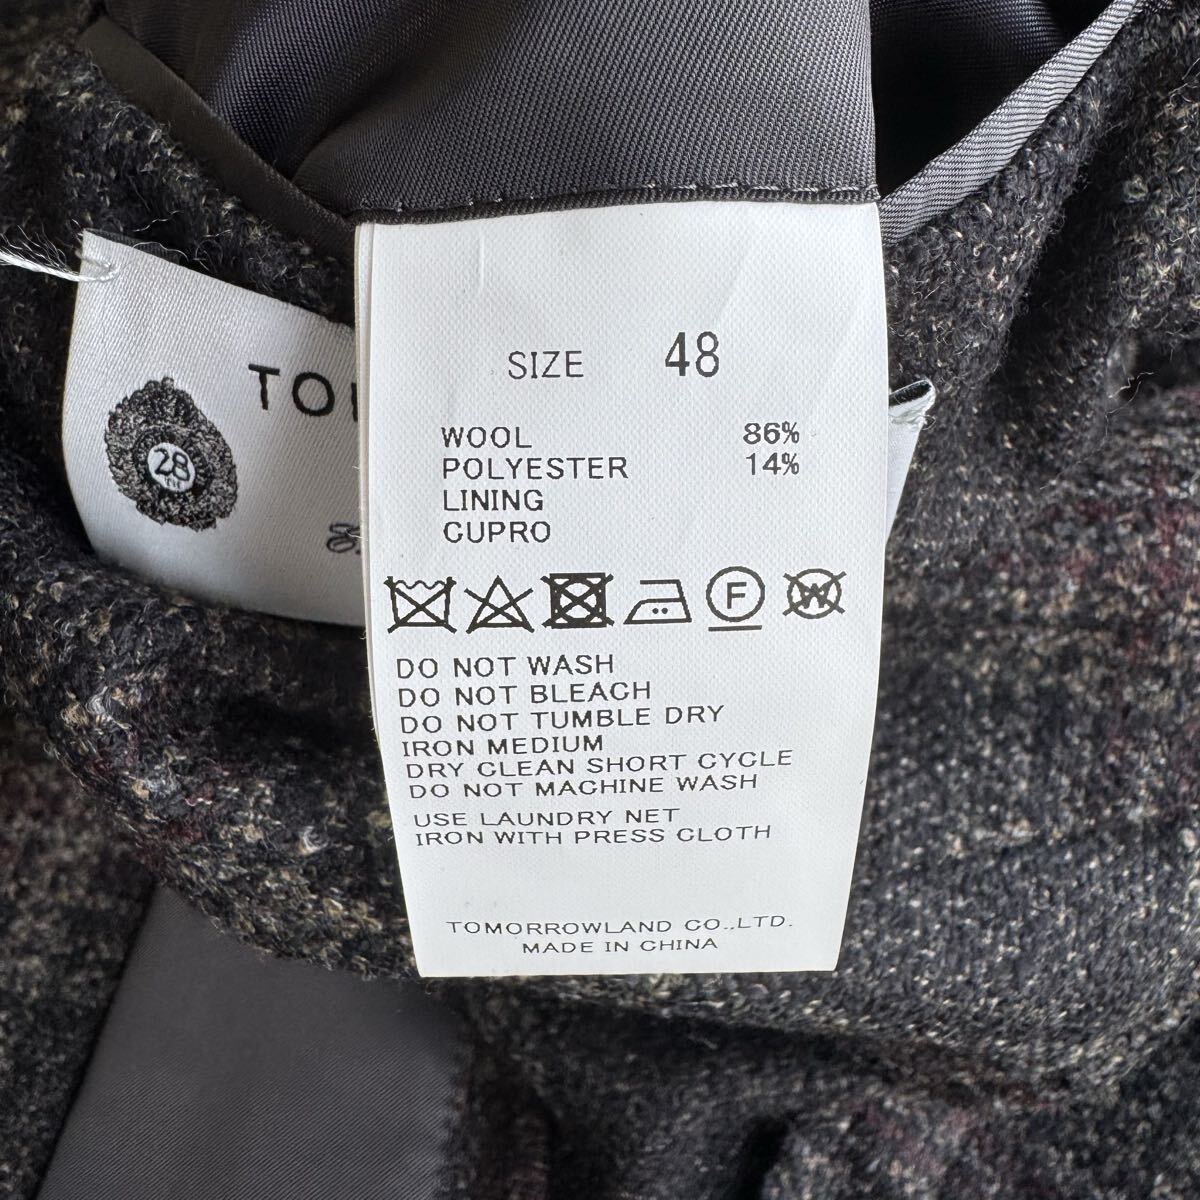 TO
28
TH
SIZE 48
WOOL 86%
POLYESTER 14%
LINING
CUPRO
F
W
DO NOT WASH
DO NOT BLEACH
DO NOT TUMBLE DRY
IRON MEDIUM
DRY CLEAN SHORT CYCLE
DO NOT MACHINE WASH
USE LAUNDRY NET
IRON WITH PRESS CLOTH
TOMORROWLAND CO.,LTD.
MADE IN CHINA